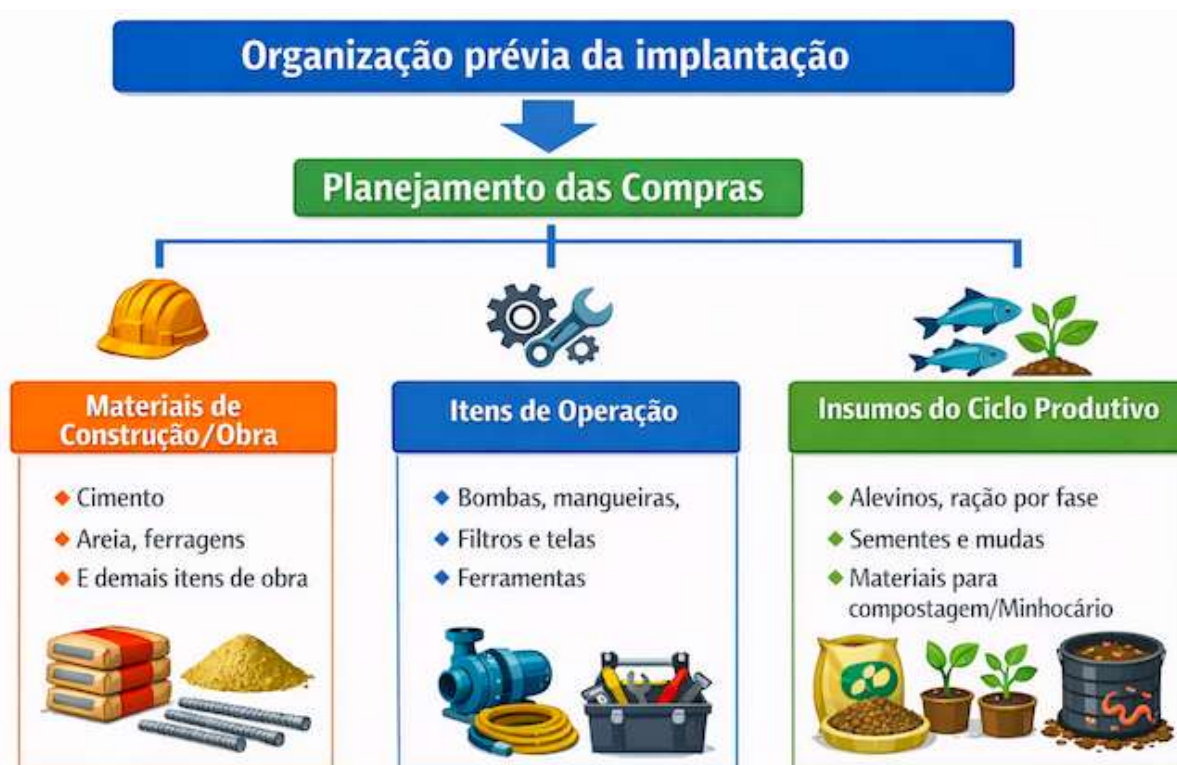 Organização prévia da implantação
Planejamento das Compras
Materiais de
Construção/Obra
◆ Cimento
◆ Areia, ferragens
◆ E demais itens de obra
Itens de Operação
◆ Bombas, mangueiras,
◆ Filtros e telas
◆ Ferramentas
Insumos do Ciclo Produtivo
◆ Alevinos, ração por fase
◆ Sementes e mudas
◆ Materiais para
compostagem/Minhocário